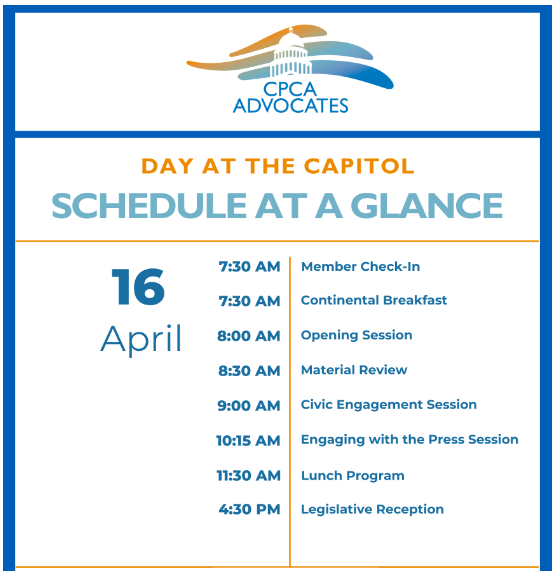 CPCA
ADVOCATES
DAY AT THE CAPITOL
SCHEDULE AT A GLANCE
16
April
7:30 AM Member Check-In
7:30 AM Continental Breakfast
8:00 AM Opening Session
8:30 AM Material Review
9:00 AM Civic Engagement Session
10:15 AM Engaging with the Press Session
11:30 AM Lunch Program
4:30 PM Legislative Reception